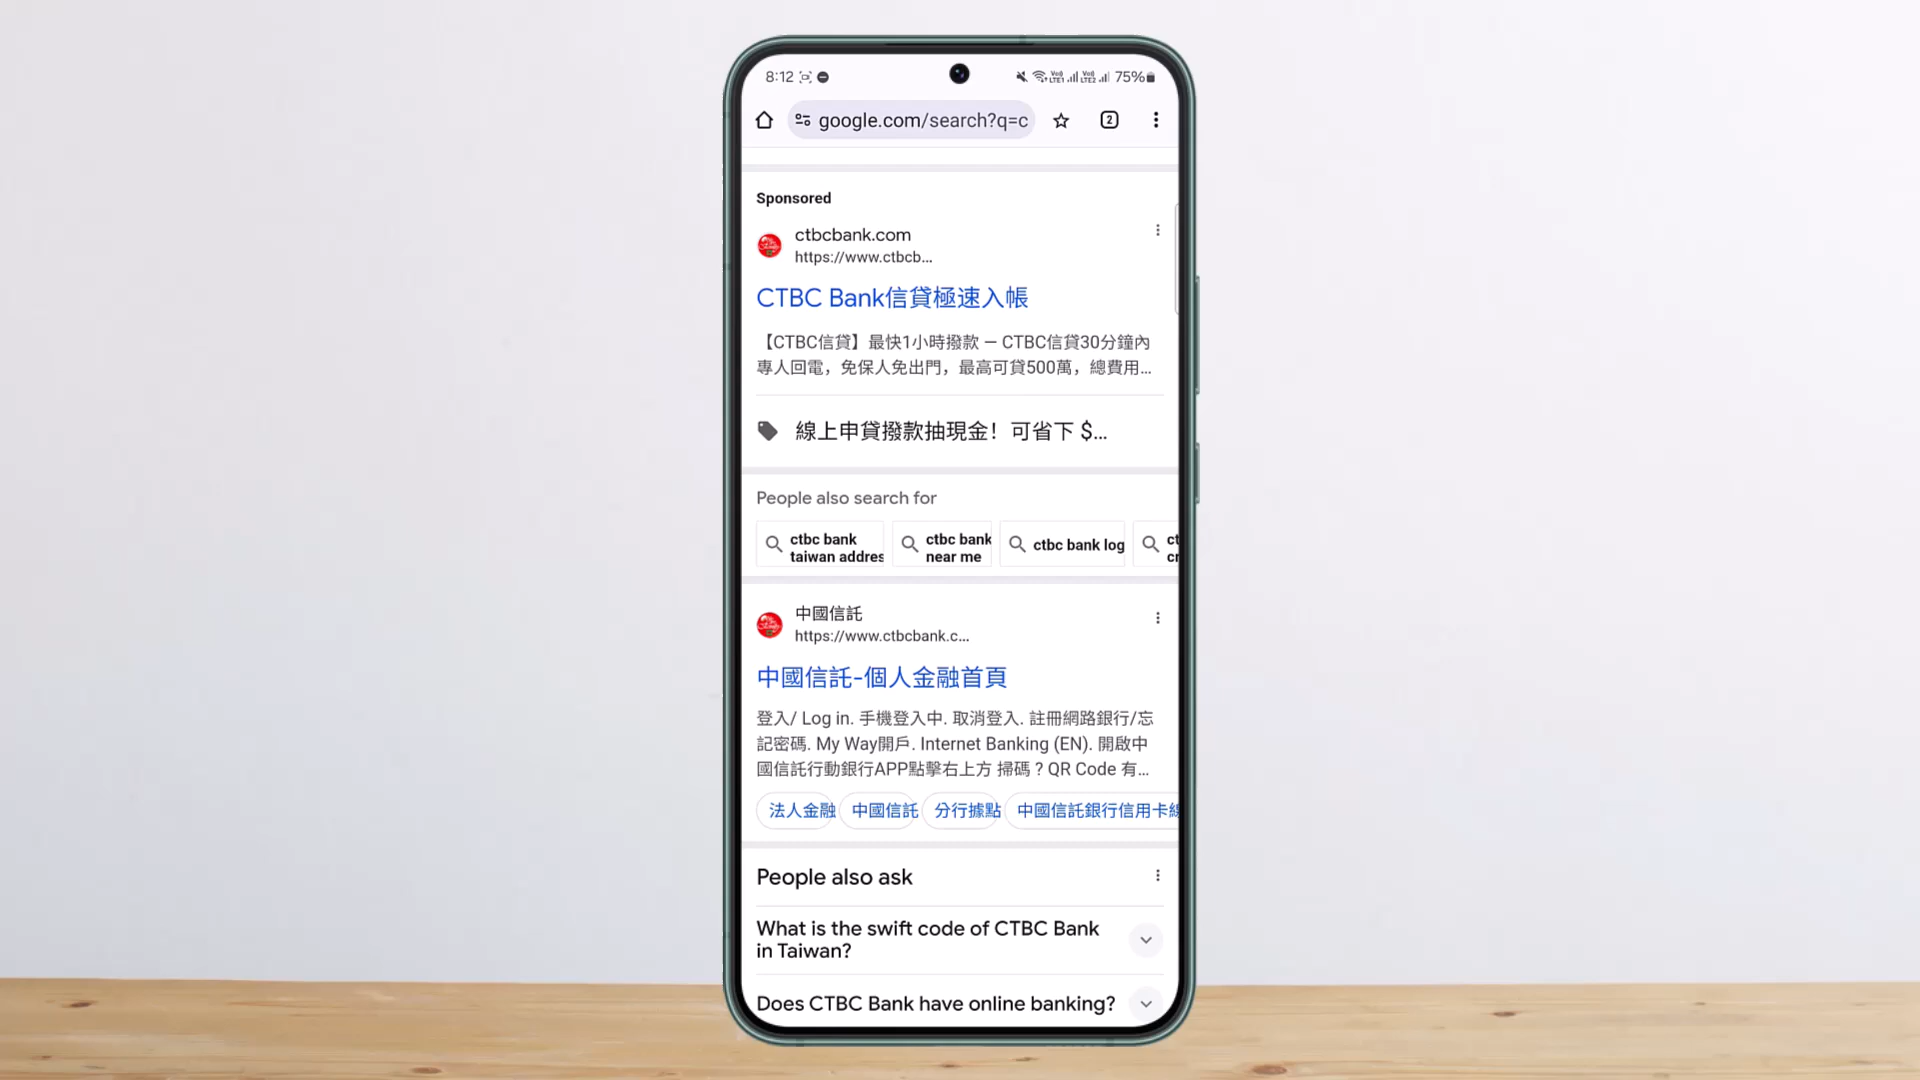 8:12
75%
google.com/search?q=c
2
Sponsored
ctbcbank.com
https://www.ctbcb...
CTBC Bank信貸極速入帳
【CTBC信貸】最快1小時撥款 — CTBC信貸30分鐘內
專人回電，免保人免出門，最高可貸500萬，總費用...
線上申貸撥款抽現金！可省下 $...
People also search for
ctbc bank
taiwan addres
ctbc bank
near me
ctbc bank log
ct
cr
中國信託
https://www.ctbcbank.c...
中國信託-個人金融首頁
登入/ Log in. 手機登入中. 取消登入. 註冊網路銀行/忘
記密碼. My Way開戶. Internet Banking (EN). 開啟中
國信託行動銀行APP點擊右上方 掃碼 ? QR Code 有...
法人金融
中國信託
分行據點
中國信託銀行信用卡線
People also ask
What is the swift code of CTBC Bank
in Taiwan?
Does CTBC Bank have online banking?